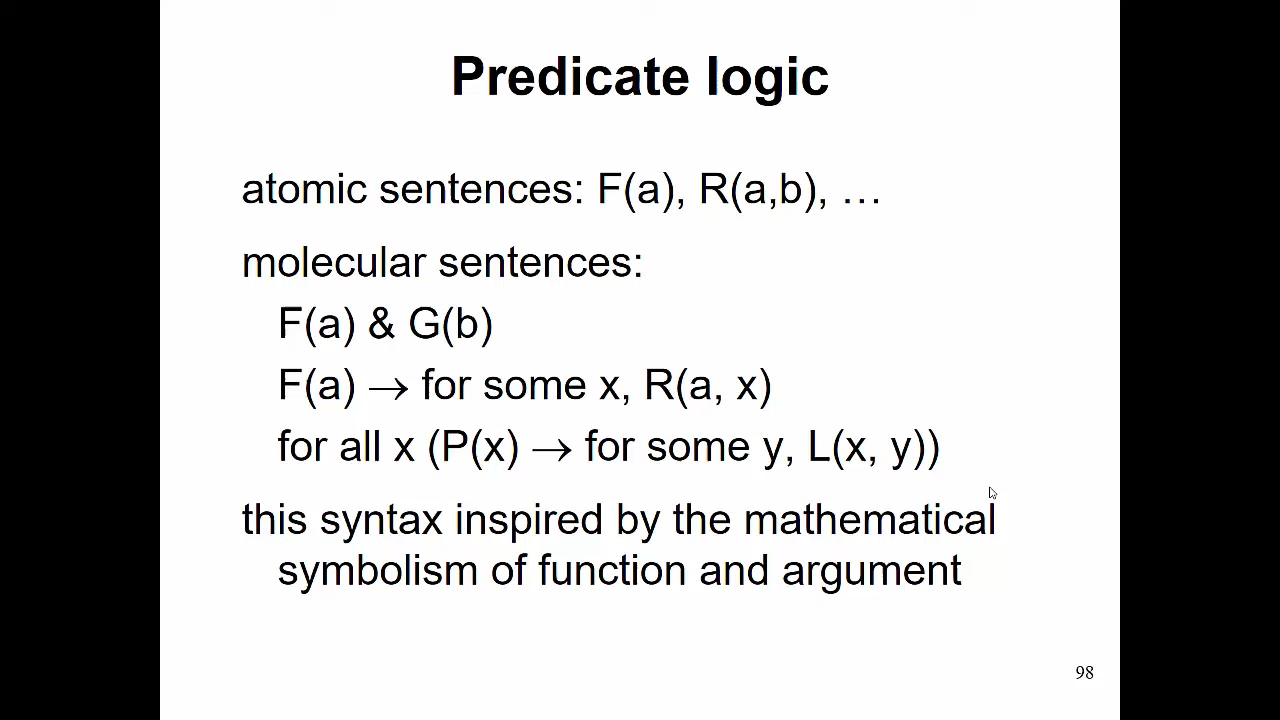 Predicate logic
atomic sentences: F(a), R(a,b), …
molecular sentences:
F(a) & G(b)
F(a) → for some x, R(a, x)
for all x (P(x) → for some y, L(x, y))
this syntax inspired by the mathematical
symbolism of function and argument
98